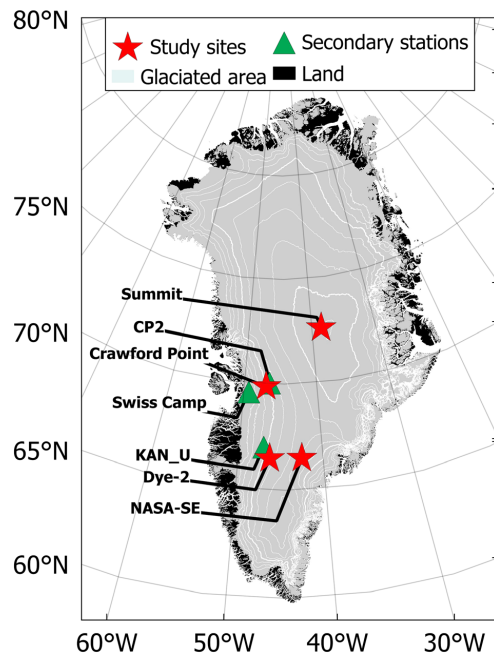 80°N
Study sites
Secondary stations
Glaciated area
Land
75°N
Summit
CP2
70°N
Crawford Point
Swiss Camp
65°N
KAN_U
Dye-2
NASA-SE
60°N
60°W 50°W 40°W 30°W